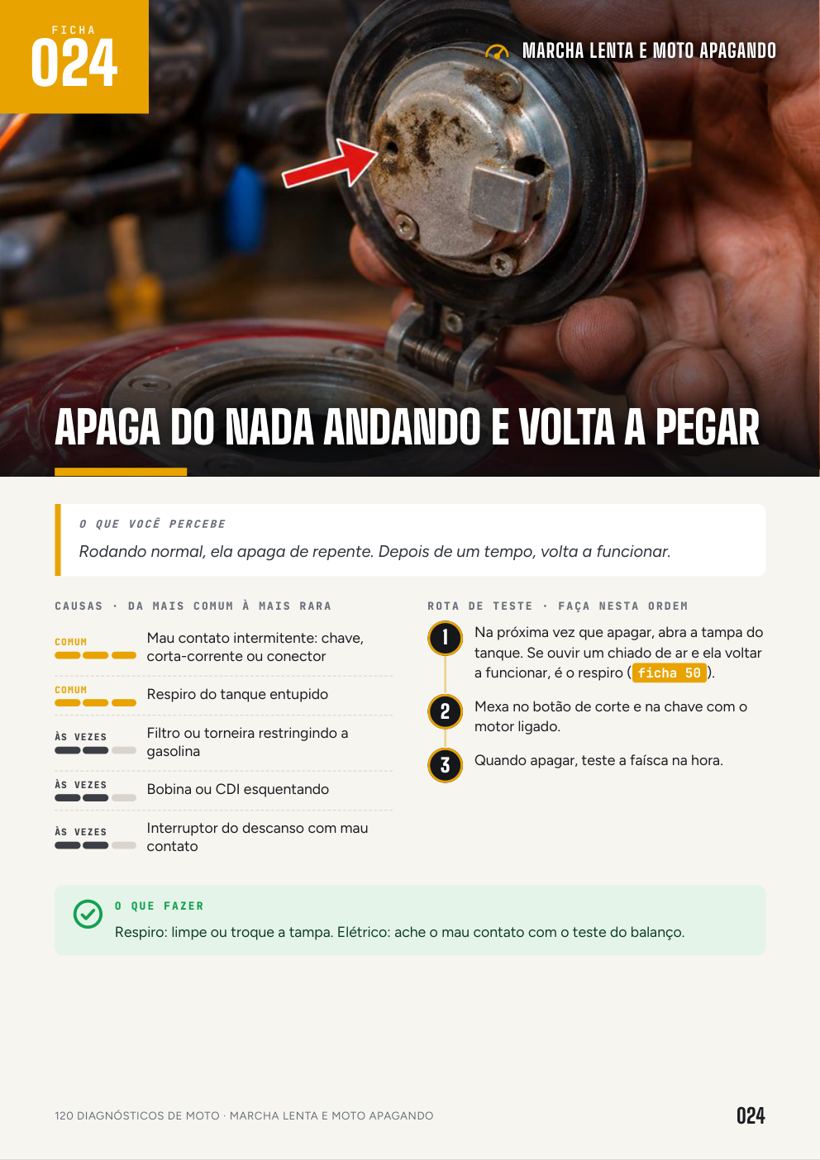 FICHA
024
MARCHA LENTA E MOTO APAGANDO
APAGA DO NADA ANDANDO E VOLTA A PEGAR
O QUE VOCÊ PERCEBE
Rodando normal, ela apaga de repente. Depois de um tempo, volta a funcionar.
CAUSAS · DA MAIS COMUM À MAIS RARA
COMUM
Mau contato intermitente: chave,
corta-corrente ou conector
COMUM
Respiro do tanque entupido
ÀS VEZES
Filtro ou torneira restringindo a
gasolina
ÀS VEZES
Bobina ou CDI esquentando
ÀS VEZES
Interruptor do descanso com mau
contato
ROTA DE TESTE · FAÇA NESTA ORDEM
1
Na próxima vez que apagar, abra a tampa do
tanque. Se ouvir um chiado de ar e ela voltar
a funcionar, é o respiro (ficha 50).
2
Mexa no botão de corte e na chave com o
motor ligado.
3
Quando apagar, teste a faísca na hora.
O QUE FAZER
Respiro: limpe ou troque a tampa. Elétrico: ache o mau contato com o teste do balanço.
120 DIAGNÓSTICOS DE MOTO · MARCHA LENTA E MOTO APAGANDO
024